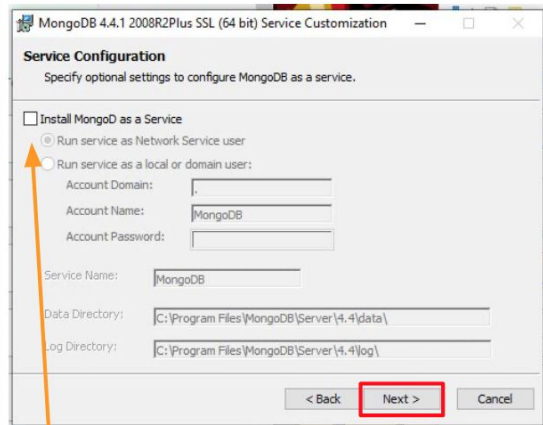 MongoDB 4.4.1 2008R2Plus SSL (64 bit) Service Customization
Service Configuration
Specify optional settings to configure MongoDB as a service.
Install MongoD as a Service
Run service as Network Service user
Run service as a local or domain user:
Account Domain:
.
Account Name:
MongoDB
Account Password:
Service Name:
MongoDB
Data Directory:
C:\Program Files\MongoDB\Server\4.4\data\
Log Directory:
C:\Program Files\MongoDB\Server\4.4\log\
< Back
Next >
Cancel